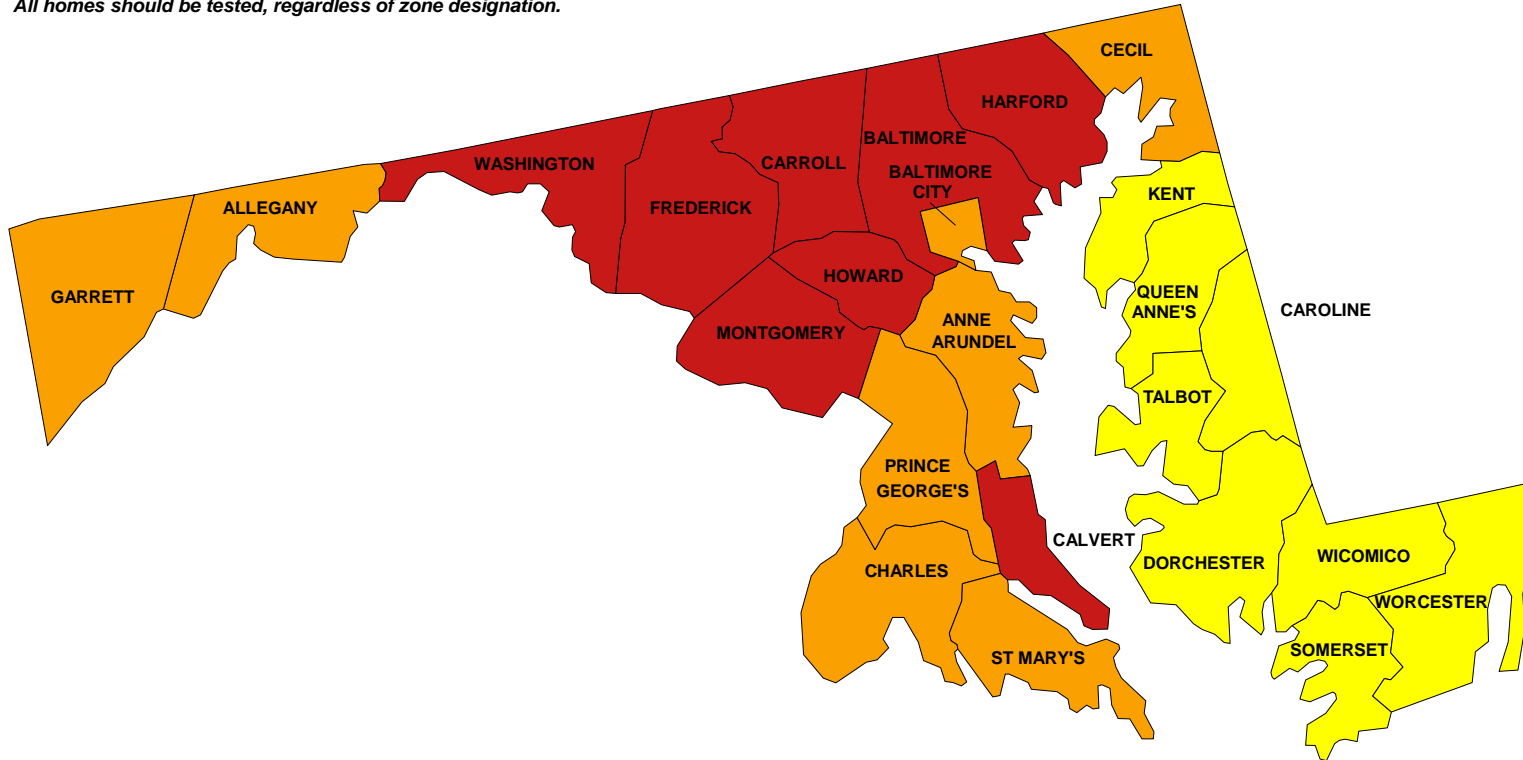 All homes should be tested, regardless of zone designation.
CECIL
HARFORD
BALTIMORE
CARROLL
WASHINGTON
BALTIMORE
CITY
KENT
FREDERICK
ALLEGANY
HOWARD
GARRETT
QUEEN
ANNE'S
CAROLINE
ANNE
ARUNDEL
MONTGOMERY
TALBOT
PRINCE
GEORGE'S
CALVERT
WICOMICO
DORCHESTER
CHARLES
WORCESTER
SOMERSET
ST MARY'S